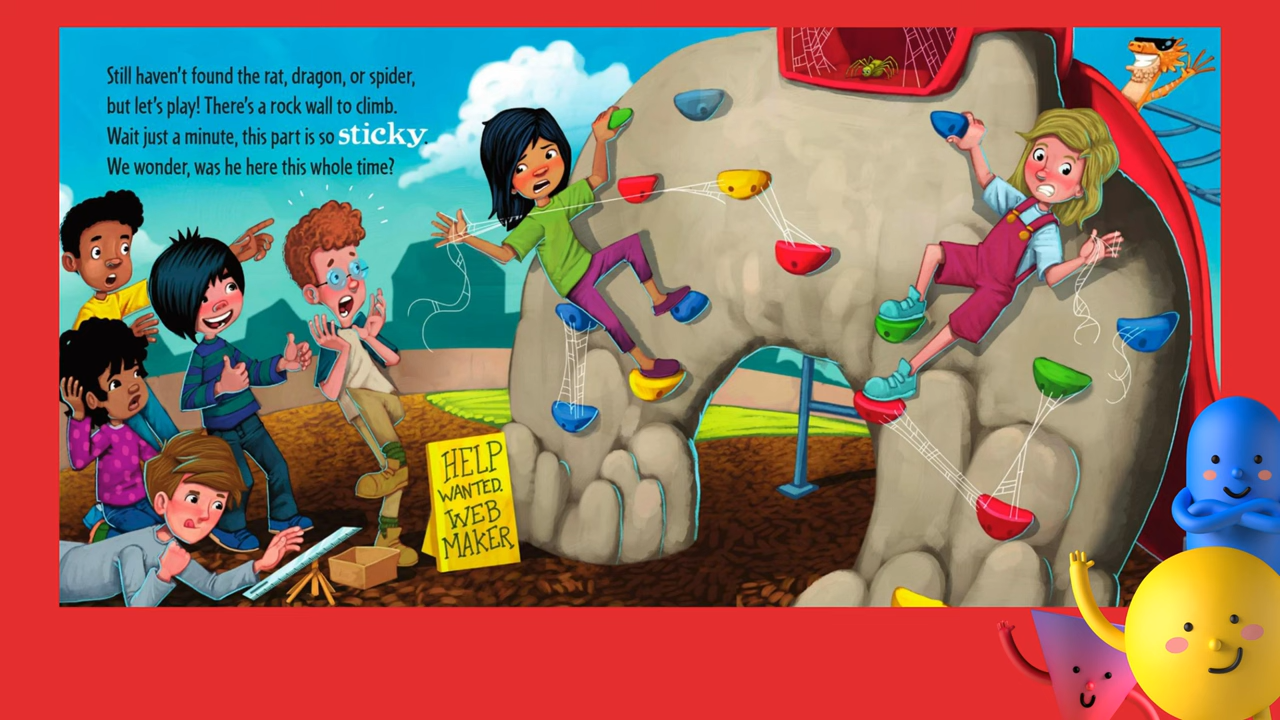 Still haven't found the rat, dragon, or spider,
but let's play! There's a rock wall to climb.
Wait just a minute, this part is so sticky.
We wonder, was he here this whole time?
HELP
WANTED.
WEB
MAKER